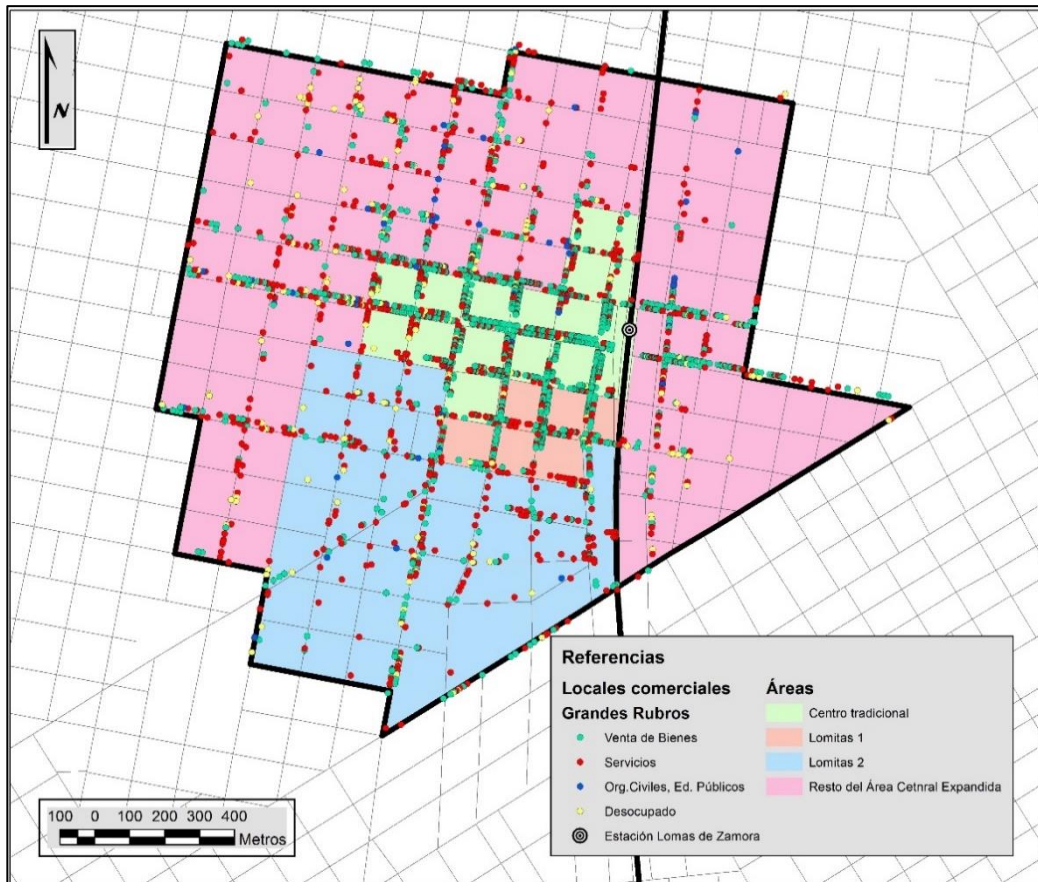 N
Referencias
Locales comerciales
Grandes Rubros
Venta de Bienes
Servicios
Org.Civiles, Ed. Públicos
Desocupado
Estación Lomas de Zamora
Áreas
Centro tradicional
Lomitas 1
Lomitas 2
Resto del Área Cetnral Expandida
100 0 100 200 300 400
Metros